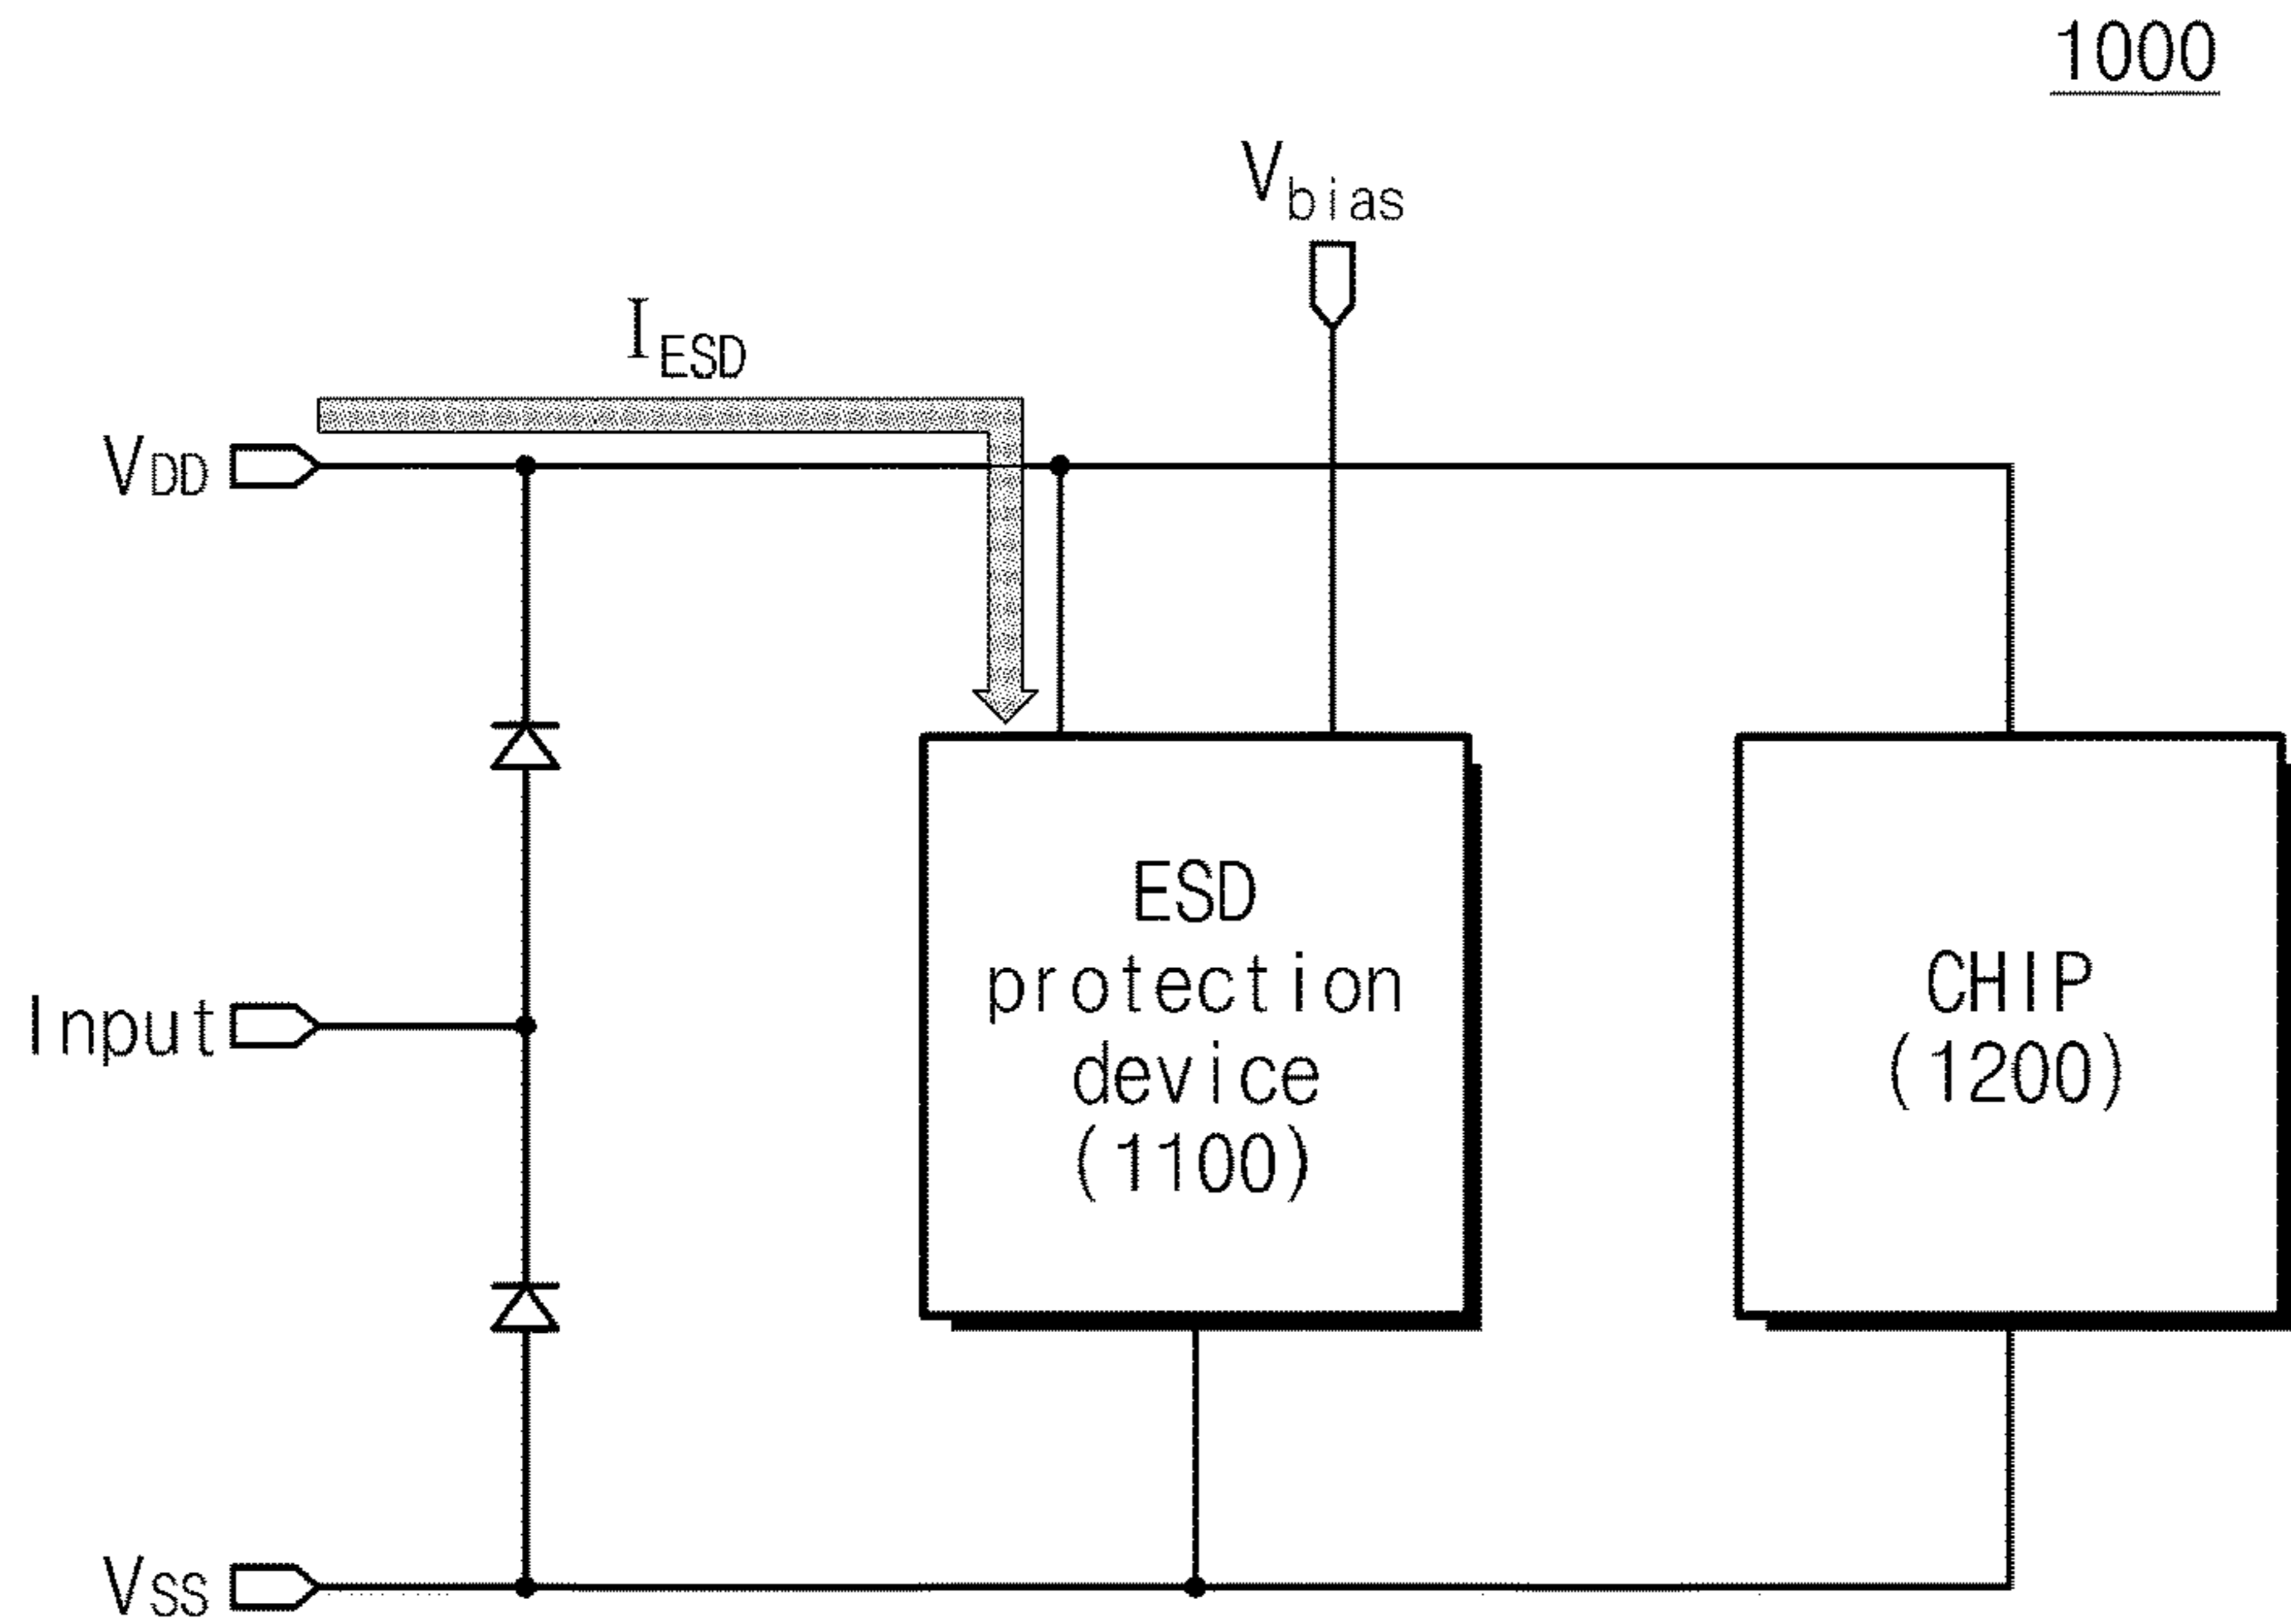 1000
Vbias
IESD
VDD
ESD
protection
device
(1100)
CHIP
(1200)
Input
VSS